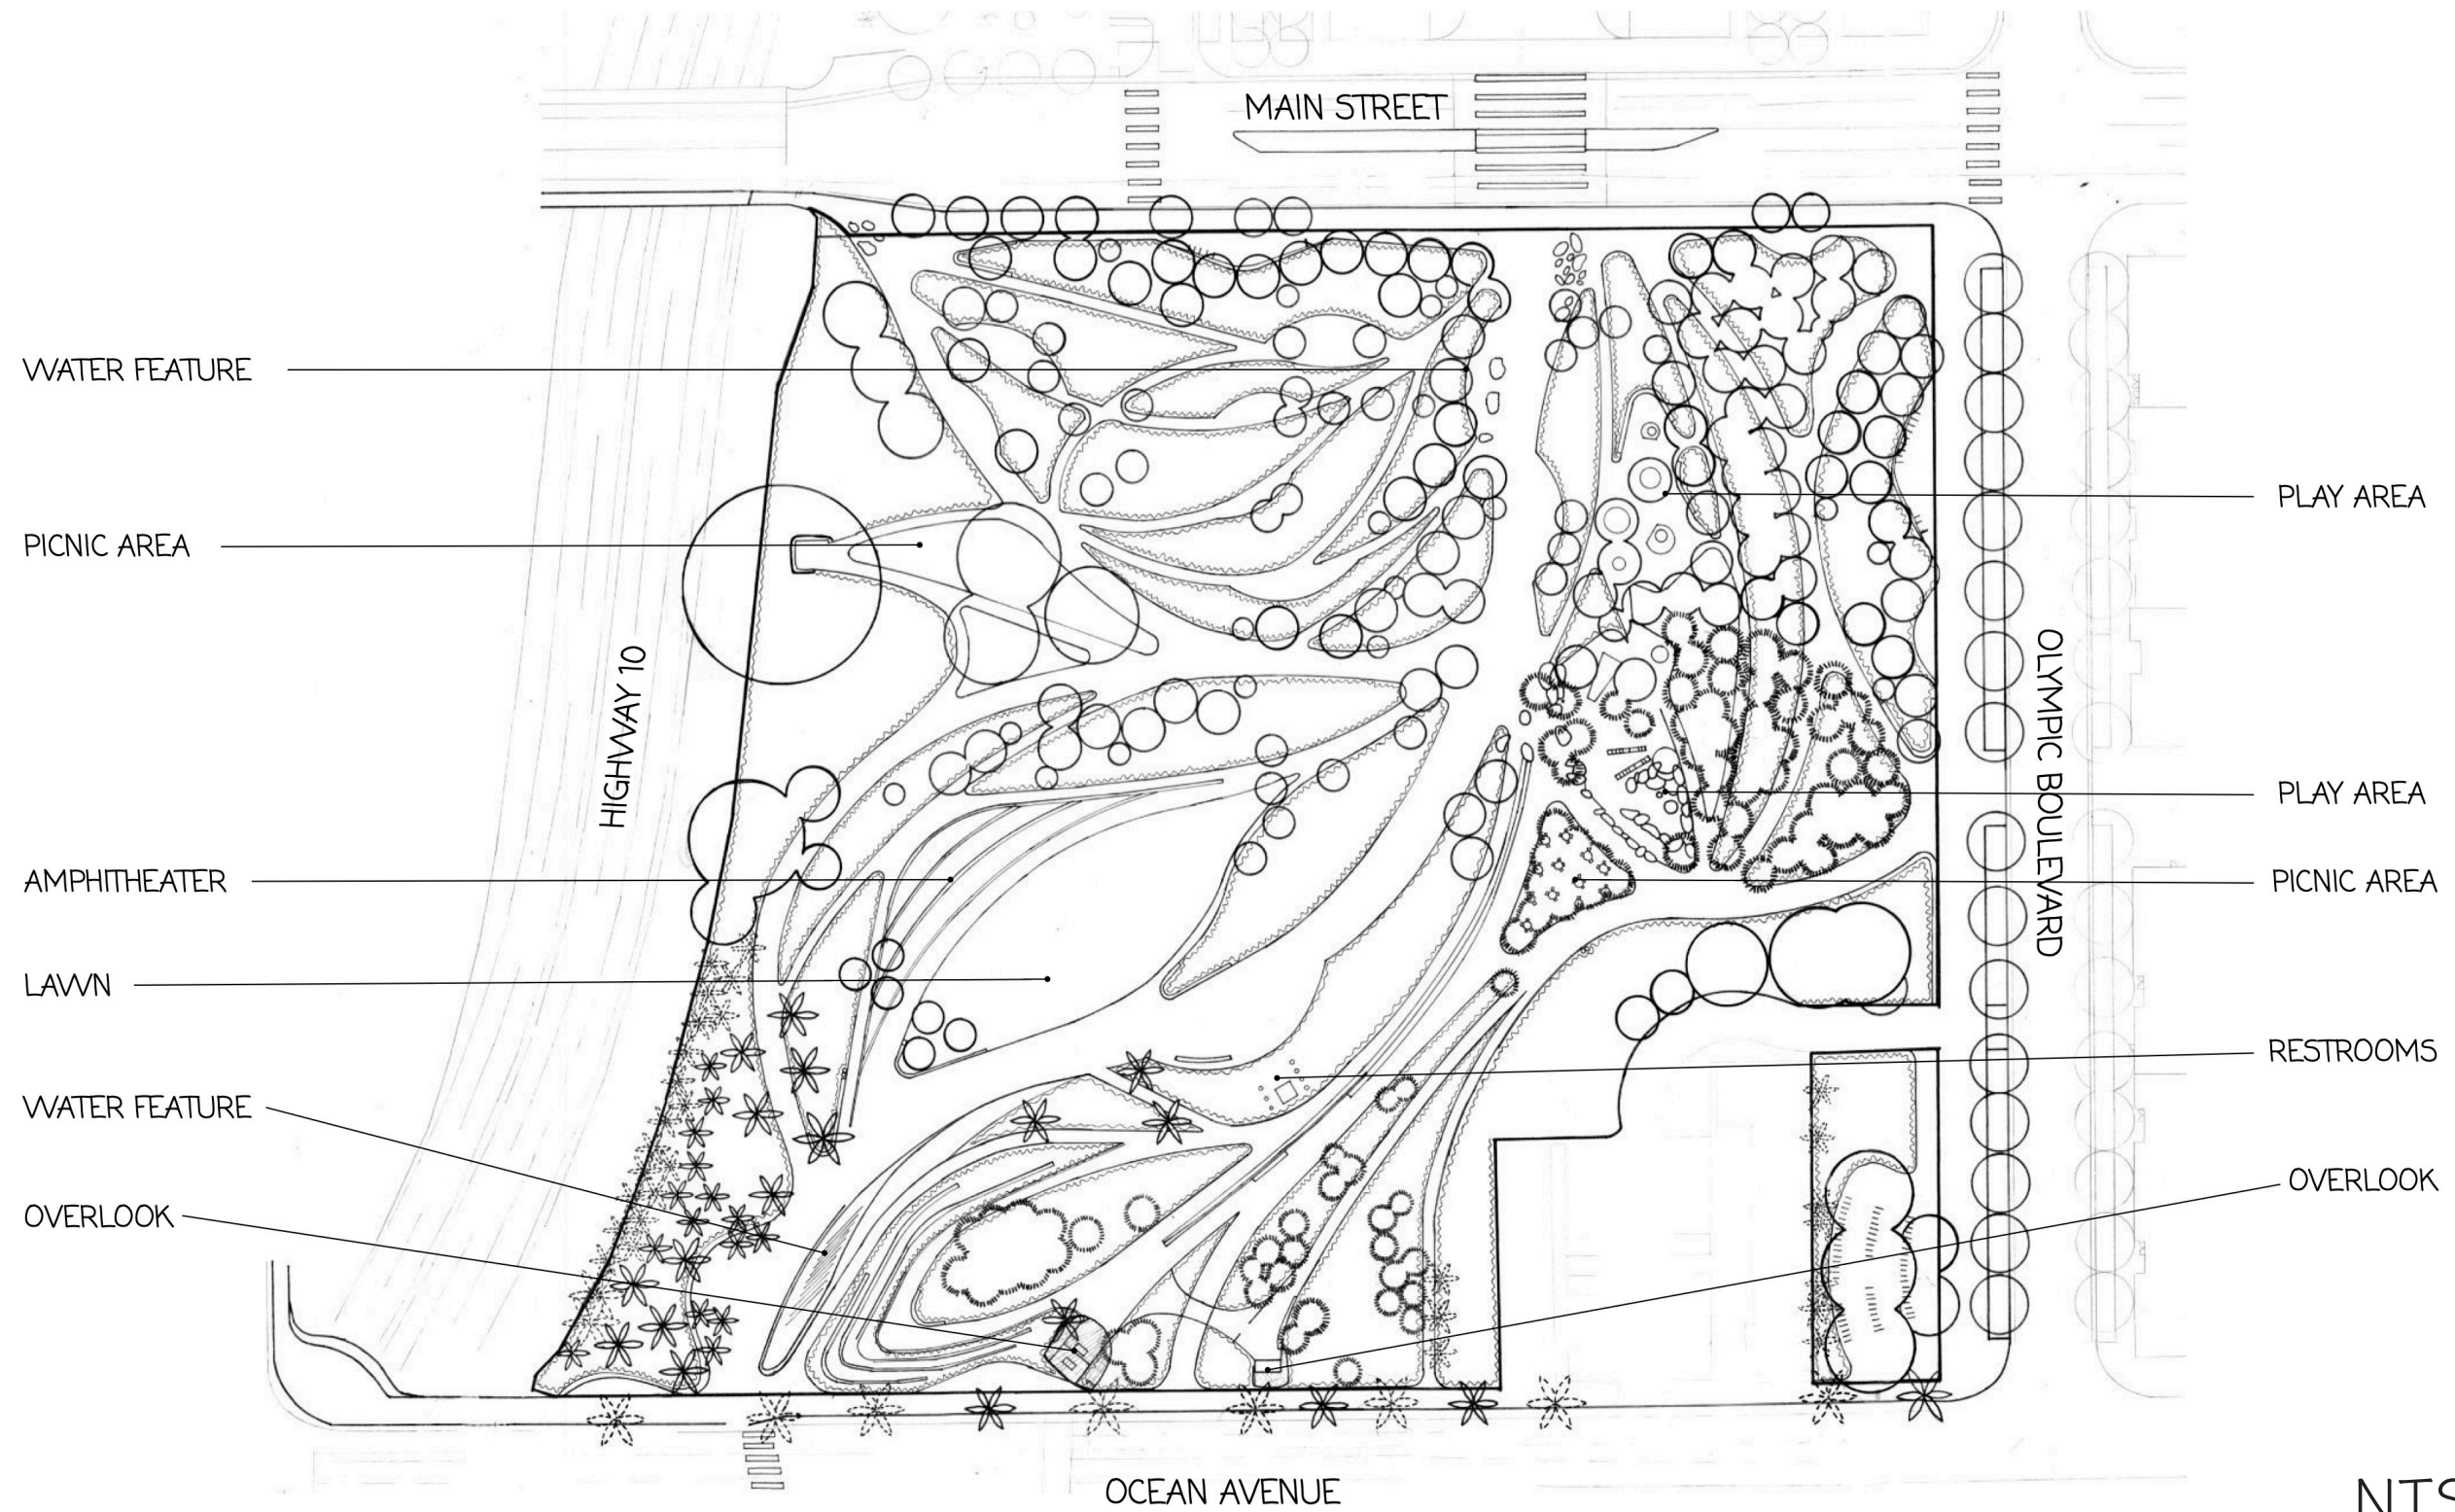 MAIN STREET
WATER FEATURE
PICNIC AREA
PLAY AREA
HIGHWAY 10
OLYMPIC BOULEVARD
PLAY AREA
AMPHITHEATER
PICNIC AREA
LAWN
RESTROOMS
WATER FEATURE
OVERLOOK
OVERLOOK
OCEAN AVENUE
NTS